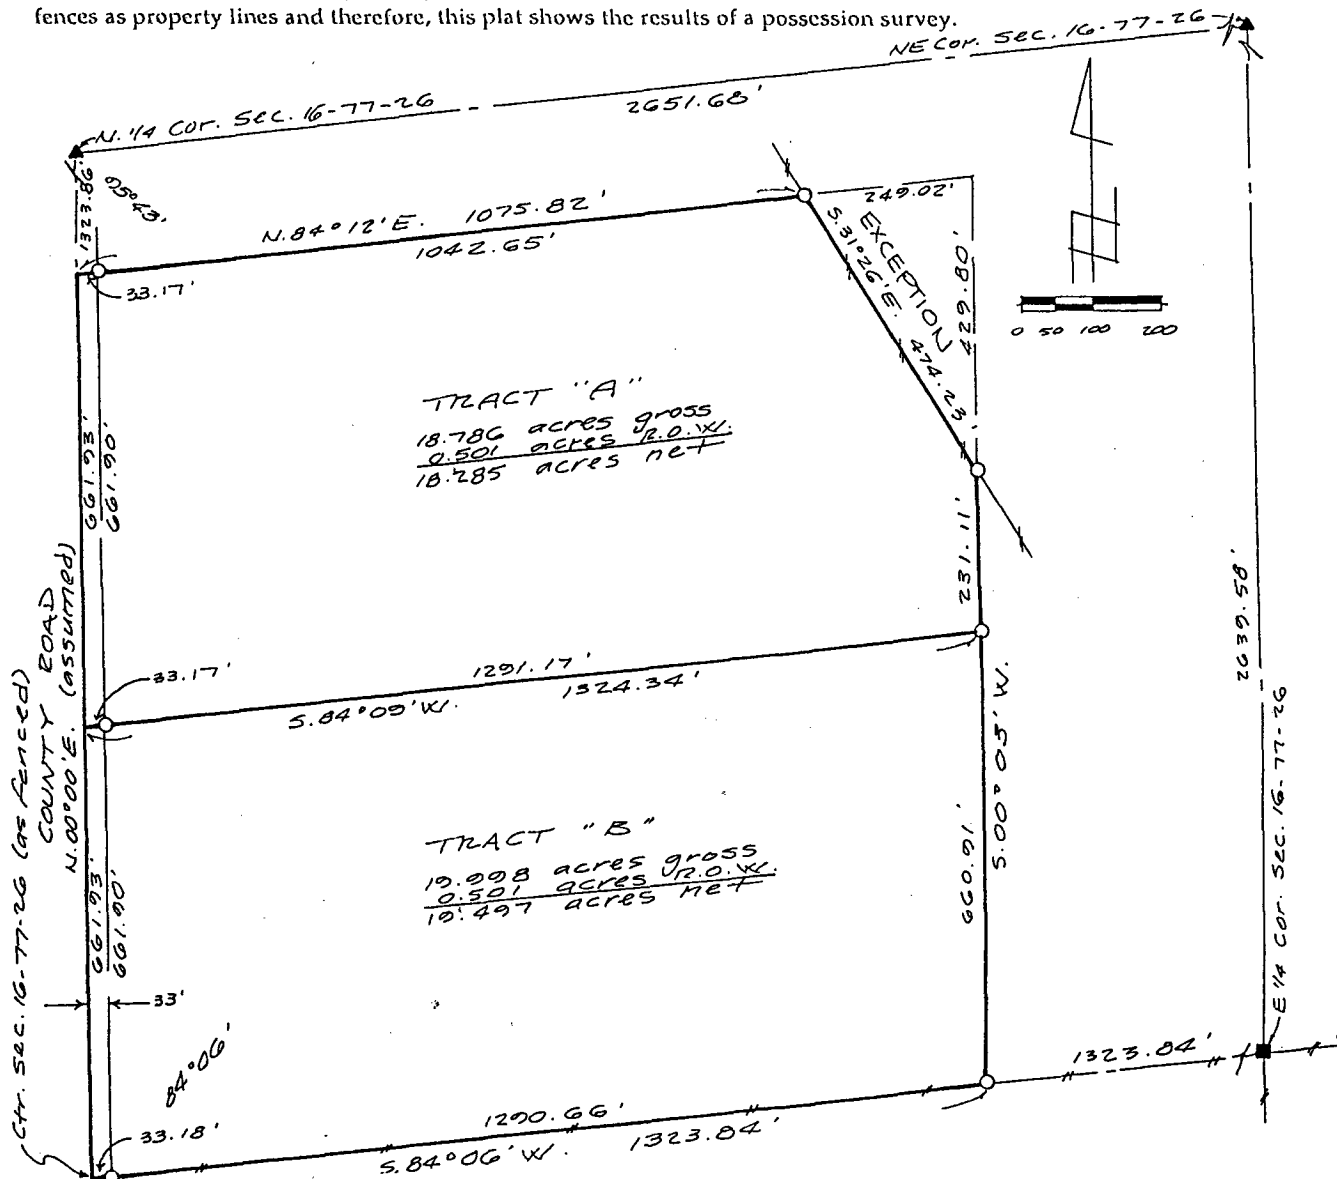 fences as property lines and therefore, this plat shows the results of a possession survey.
NE Cor. Sec. 16-77-26
N. 1/4 Cor. Sec. 16-77-26
2651.68'
1323.86'
95°43'
N.84°12'E. 1075.82'
1042.65'
249.02'
33.17'
EXCEPTION
S.31°26'E. 474.23'
429.80'
0 50 100 200
TRACT "A"
18.786 acres gross
0.501 acres R.O.W.
18.285 acres net
661.93'
661.90'
231.11'
2639.58'
COUNTY ROAD
N.00°00'E. (assumed)
33.17'
1291.17'
1324.34'
S.84°09'W.
S.00°03'W.
660.91'
TRACT "B"
19.998 acres gross
0.501 acres R.O.W.
19.497 acres net
661.93'
661.90'
33'
84°06'
Ctr. Sec. 16-77-26 (as fenced)
33.18'
1290.66'
S.84°06'W. 1323.84'
1323.84'
E 1/4 Cor. Sec. 16-77-26